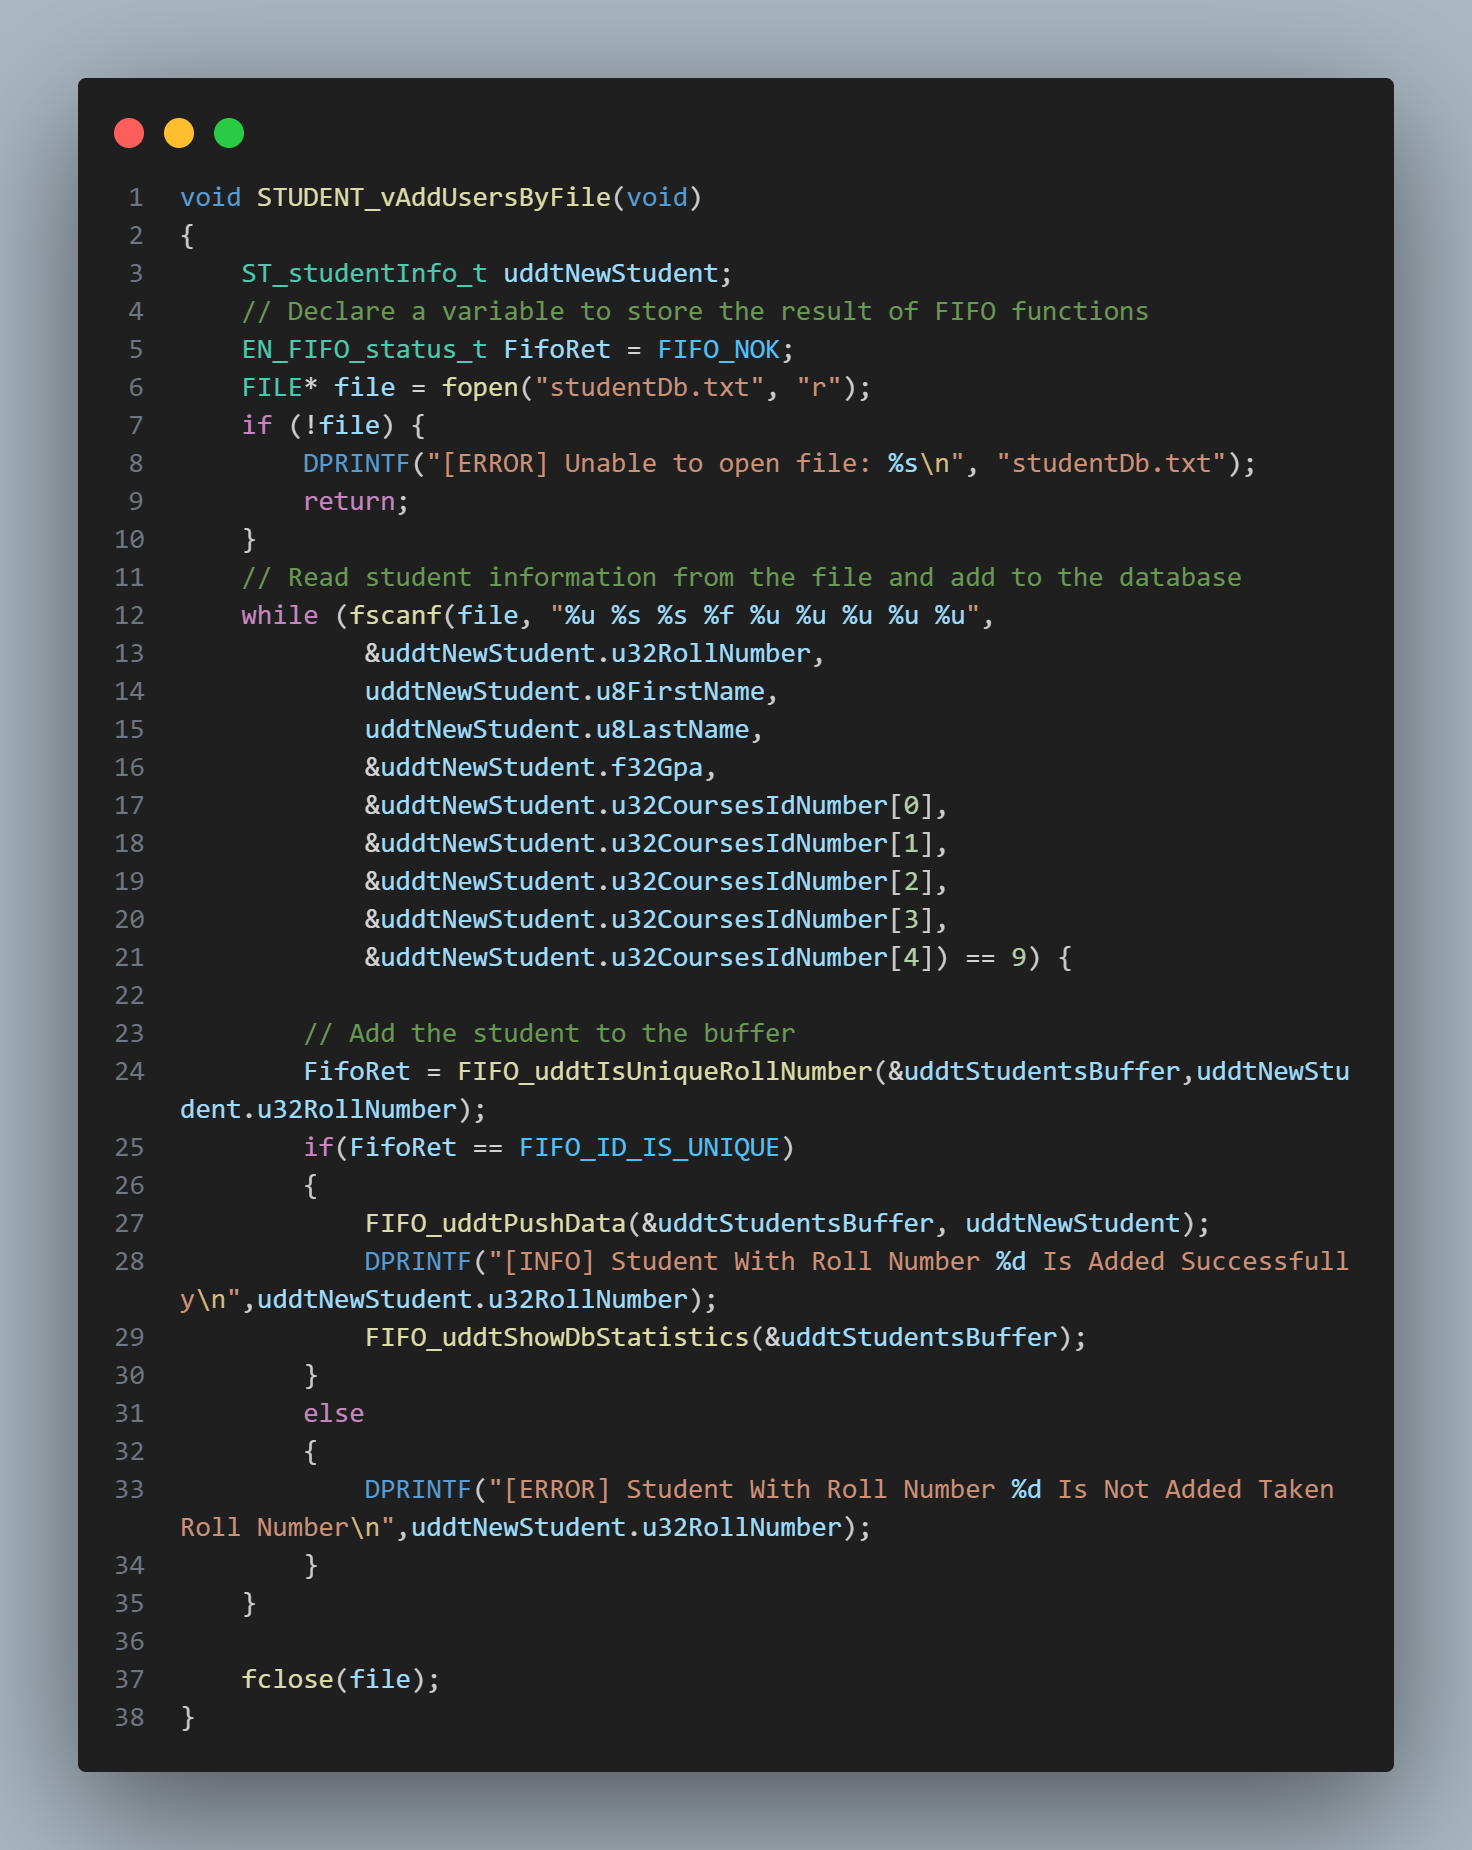 1 void STUDENT_vAddUsersByFile(void)
2 {
3     ST_studentInfo_t uddtNewStudent;
4     // Declare a variable to store the result of FIFO functions
5     EN_FIFO_status_t FifoRet = FIFO_NOK;
6     FILE* file = fopen("studentDb.txt", "r");
7     if (!file) {
8         DPRINTF("[ERROR] Unable to open file: %s\n", "studentDb.txt");
9         return;
10     }
11     // Read student information from the file and add to the database
12     while (fscanf(file, "%u %s %s %f %u %u %u %u %u",
13             &uddtNewStudent.u32RollNumber,
14             uddtNewStudent.u8FirstName,
15             uddtNewStudent.u8LastName,
16             &uddtNewStudent.f32Gpa,
17             &uddtNewStudent.u32CoursesIdNumber[0],
18             &uddtNewStudent.u32CoursesIdNumber[1],
19             &uddtNewStudent.u32CoursesIdNumber[2],
20             &uddtNewStudent.u32CoursesIdNumber[3],
21             &uddtNewStudent.u32CoursesIdNumber[4]) == 9) {
22
23         // Add the student to the buffer
24         FifoRet = FIFO_uddtIsUniqueRollNumber(&uddtStudentsBuffer,uddtNewStu
dent.u32RollNumber);
25         if(FifoRet == FIFO_ID_IS_UNIQUE)
26         {
27             FIFO_uddtPushData(&uddtStudentsBuffer, uddtNewStudent);
28             DPRINTF("[INFO] Student With Roll Number %d Is Added Successfull
y\n",uddtNewStudent.u32RollNumber);
29             FIFO_uddtShowDbStatistics(&uddtStudentsBuffer);
30         }
31         else
32         {
33             DPRINTF("[ERROR] Student With Roll Number %d Is Not Added Taken
Roll Number\n",uddtNewStudent.u32RollNumber);
34         }
35     }
36
37     fclose(file);
38 }